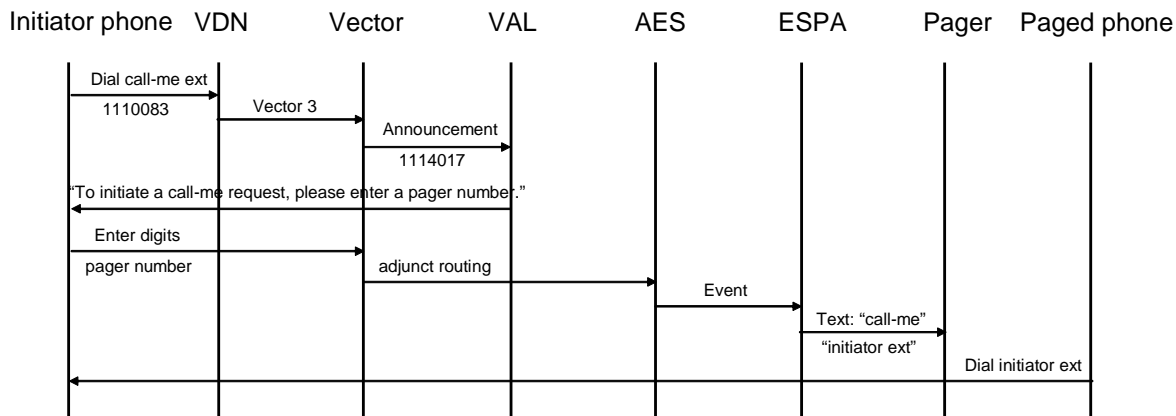 Initiator phone VDN Vector VAL AES ESPA Pager Paged phone
Dial call-me ext
1110083
Vector 3
Announcement
1114017
“To initiate a call-me request, please enter a pager number.”
Enter digits
pager number
adjunct routing
Event
Text: “call-me”
“initiator ext”
Dial initiator ext